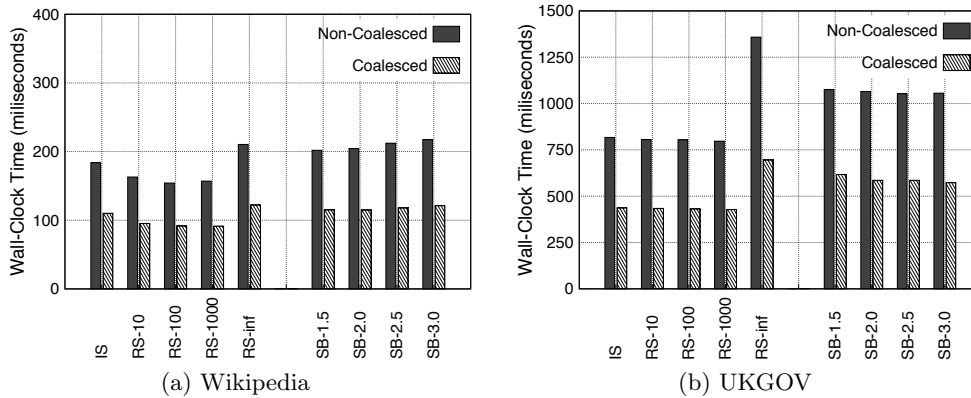 Wall-Clock Time (miliseconds)
400
300
200
100
0
Non-Coalesced
Coalesced
IS
RS-10
RS-100
RS-1000
RS-inf
SB-1.5
SB-2.0
SB-2.5
SB-3.0
(a) Wikipedia
Wall-Clock Time (miliseconds)
1500
1250
1000
750
500
250
0
Non-Coalesced
Coalesced
IS
RS-10
RS-100
RS-1000
RS-inf
SB-1.5
SB-2.0
SB-2.5
SB-3.0
(b) UKGOV